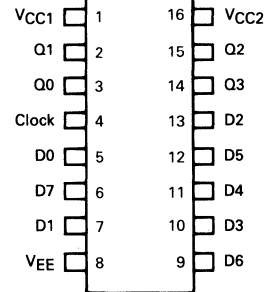 VCC1 1 16 VCC2
Q1 2 15 Q2
Q0 3 14 Q3
Clock 4 13 D2
D0 5 12 D5
D7 6 11 D4
D1 7 10 D3
VEE 8 9 D6